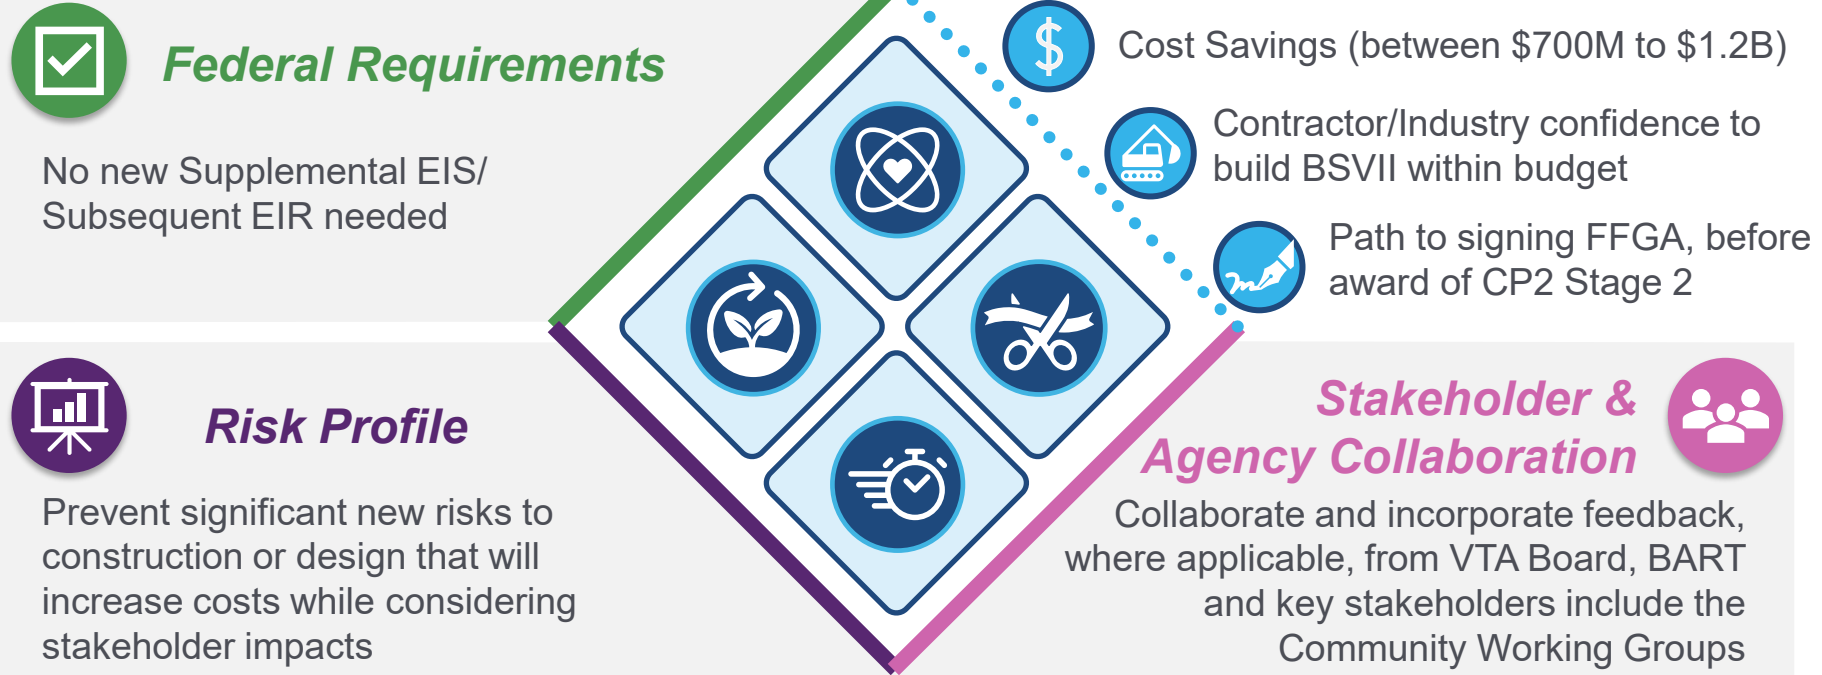 Federal Requirements
No new Supplemental EIS/
Subsequent EIR needed
Cost Savings (between $700M to $1.2B)
Contractor/Industry confidence to
build BSVII within budget
Path to signing FFGA, before
award of CP2 Stage 2
Risk Profile
Prevent significant new risks to
construction or design that will
increase costs while considering
stakeholder impacts
Stakeholder &
Agency Collaboration
Collaborate and incorporate feedback,
where applicable, from VTA Board, BART
and key stakeholders include the
Community Working Groups